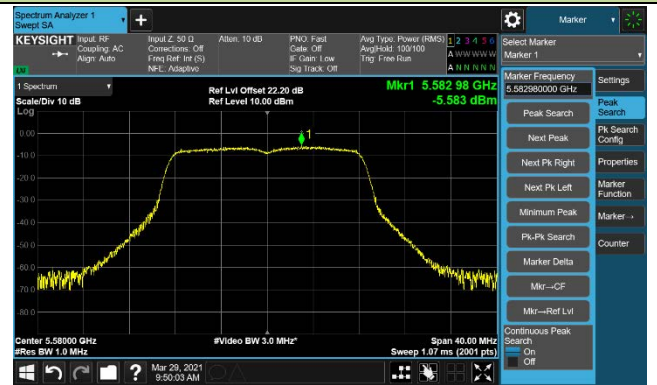 Spectrum Analyzer 1
Swept SA
Marker
KEYSIGHT
Input: RF
Coupling: AC
Align: Auto
Input Z: 50 Ω
Corrections: Off
Freq Ref: Int (S)
NFE: Adaptive
Atten: 10 dB
PNO: Fast
Gate: Off
IF Gain: Low
Sig Track: Off
Avg Type: Power (RMS)
Avg|Hold: 100/100
Trig: Free Run
1 2 3 4 5 6
A W W W W W
A N N N N N
LXI
Select Marker
Marker 1
1 Spectrum
Scale/Div 10 dB
Log
Ref Lvl Offset 22.20 dB
Ref Level 10.00 dBm
Mkr1 5.582 98 GHz
-5.583 dBm
Marker Frequency
5.582980000 GHz
Peak Search
Next Peak
Next Pk Right
Next Pk Left
Minimum Peak
Pk-Pk Search
Marker Delta
Mkr→CF
Mkr→Ref Lvl
Continuous Peak
Search
On
Off
Settings
Peak
Search
Pk Search
Config
Properties
Marker
Function
Marker→
Counter
1
0.00
-10.0
-20.0
-30.0
-40.0
-50.0
-60.0
-70.0
-80.0
Center 5.58000 GHz
#Res BW 1.0 MHz
#Video BW 3.0 MHz*
Span 40.00 MHz
Sweep 1.07 ms (2001 pts)
?
Mar 29, 2021
9:50:03 AM